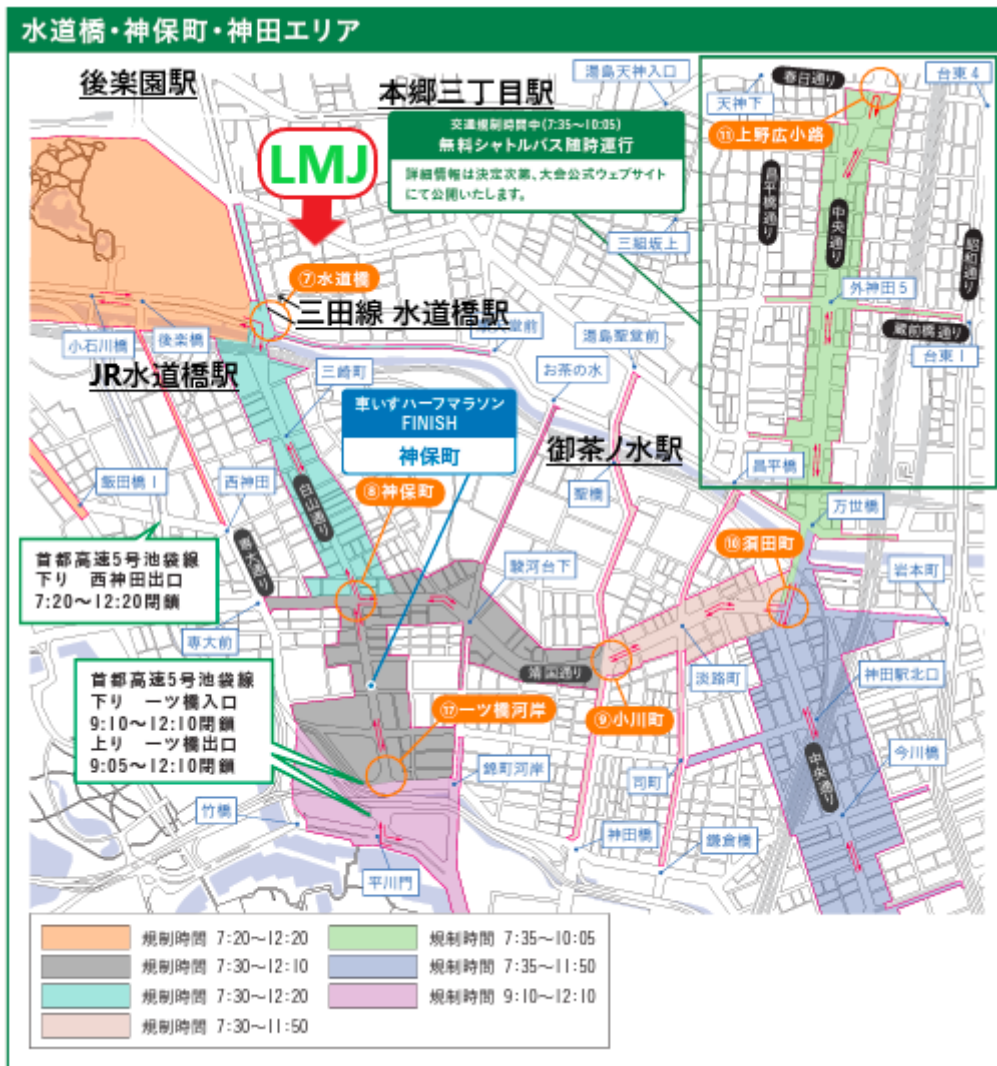 水道橋・神保町・神田エリア
後楽園駅
本郷三丁目駅
湯島天神入口
春日通り
台東4
天神下
⑪上野広小路
LMJ
交通規制時間中(7:35~10:05)
無料シャトルバス随時運行
詳細情報は決定次第、大会公式ウェブサイト
にて公開いたします。
昌平橋通り
中央通り
昭和通り
三組坂上
⑦水道橋
三田線 水道橋駅
外神田5
蔵前橋通り
台東1
小石川橋
後楽橋
堂前
湯島聖堂前
JR水道橋駅
三崎町
お茶の水
車いすハーフマラソン
FINISH
神保町
御茶ノ水駅
昌平橋
飯田橋1
西神田
白山通り
⑧神保町
聖橋
万世橋
専大通り
⑩須田町
首都高速5号池袋線
下り 西神田出口
7:20~12:20閉鎖
駿河台下
岩本町
専大前
靖国通り
淡路町
神田駅北口
首都高速5号池袋線
下り 一ツ橋入口
9:10~12:10閉鎖
上り 一ツ橋出口
9:05~12:10閉鎖
⑰一ツ橋河岸
⑨小川町
中央通り
今川橋
錦町河岸
司町
竹橋
神田橋
鎌倉橋
平川門
規制時間 7:20~12:20
規制時間 7:35~10:05
規制時間 7:30~12:10
規制時間 7:35~11:50
規制時間 7:30~12:20
規制時間 9:10~12:10
規制時間 7:30~11:50